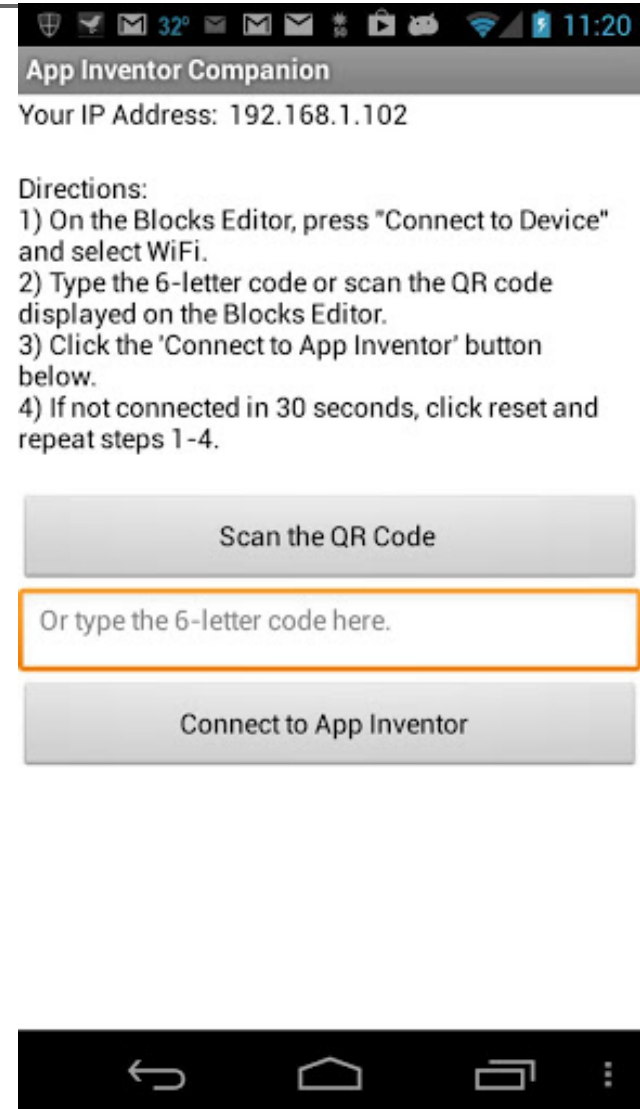 32° 50 11:20
App Inventor Companion
Your IP Address: 192.168.1.102
Directions:
1) On the Blocks Editor, press "Connect to Device"
and select WiFi.
2) Type the 6-letter code or scan the QR code
displayed on the Blocks Editor.
3) Click the 'Connect to App Inventor' button
below.
4) If not connected in 30 seconds, click reset and
repeat steps 1-4.
Scan the QR Code
Or type the 6-letter code here.
Connect to App Inventor